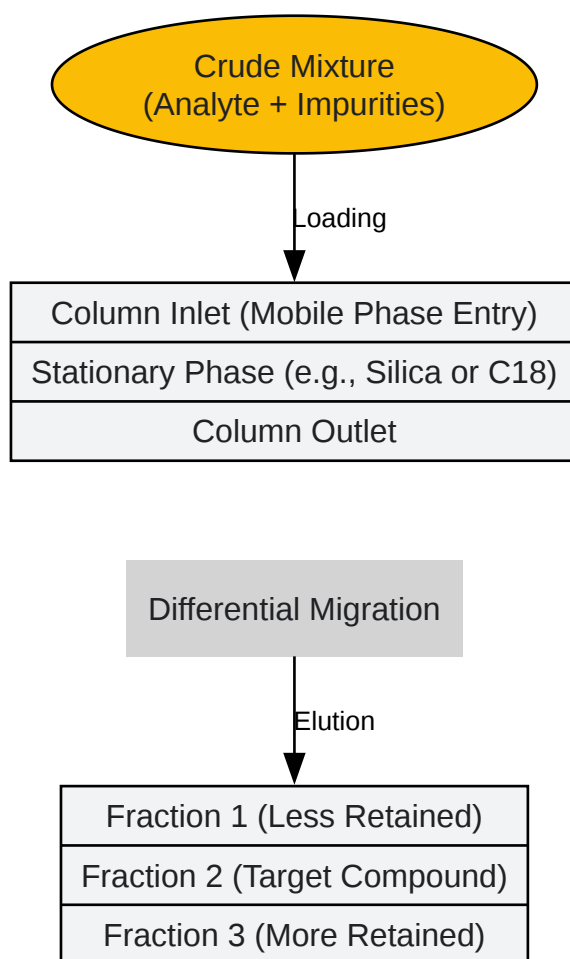 Crude Mixture
(Analyte + Impurities)
Loading
Column Inlet (Mobile Phase Entry)
Stationary Phase (e.g., Silica or C18)
Column Outlet
Differential Migration
Elution
Fraction 1 (Less Retained)
Fraction 2 (Target Compound)
Fraction 3 (More Retained)